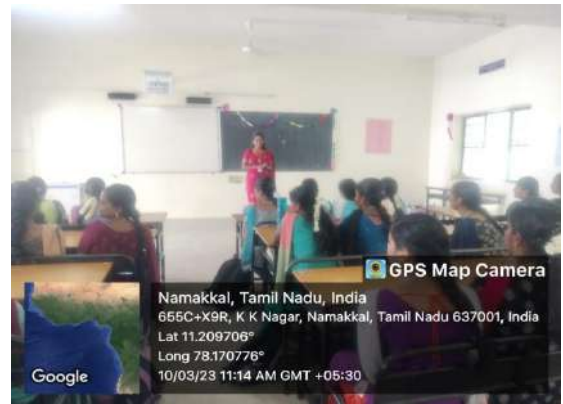 GPS Map Camera
Namakkal, Tamil Nadu, India
655C+X9R, K K Nagar, Namakkal, Tamil Nadu 637001, India
Lat 11.209706°
Long 78.170776°
10/03/23 11:14 AM GMT +05:30
Google